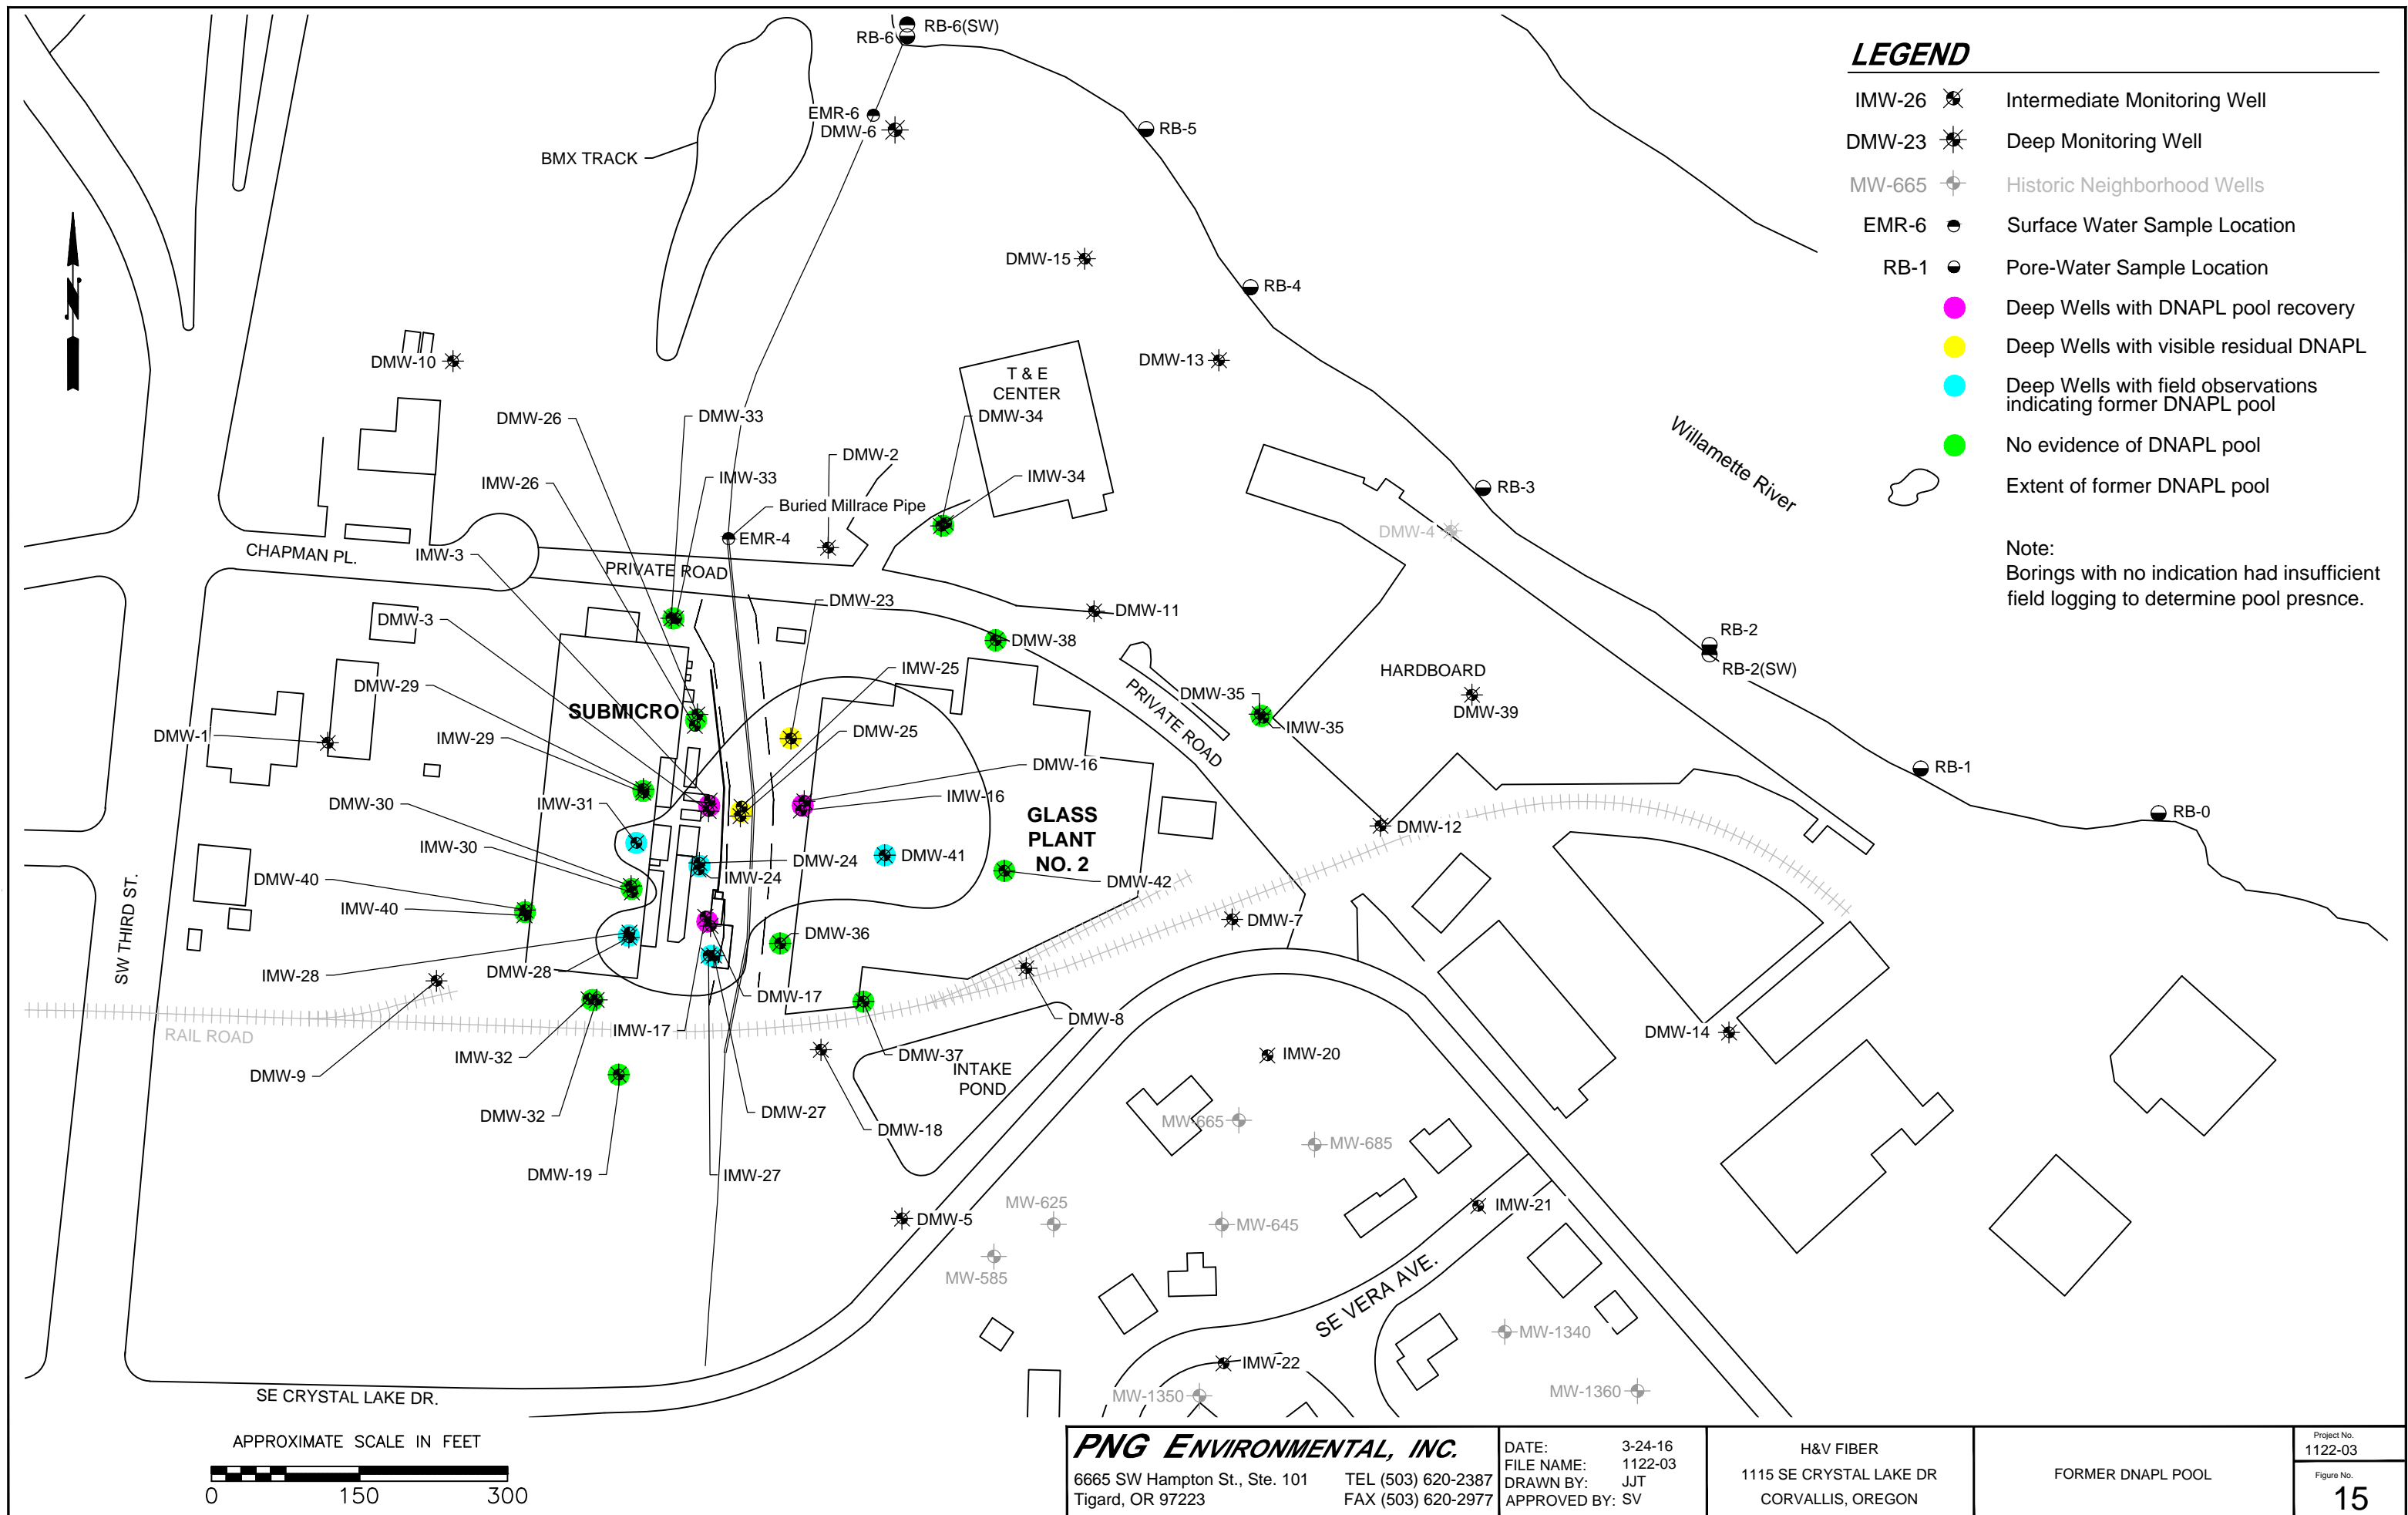 RB-6(SW)
RB-6
EMR-6
DMW-6
RB-5
BMX TRACK
N
DMW-15
RB-4
DMW-10
DMW-13
T & E
CENTER
DMW-26
DMW-33
DMW-34
DMW-2
IMW-26
IMW-33
IMW-34
RB-3
Willamette River
Buried Millrace Pipe
EMR-4
DMW-4
CHAPMAN PL.
IMW-3
PRIVATE ROAD
DMW-23
DMW-11
DMW-3
DMW-38
RB-2
RB-2(SW)
IMW-25
HARDBOARD
DMW-29
SUBMICRO
PRIVATE ROAD
DMW-35
IMW-35
DMW-39
DMW-1
IMW-29
DMW-25
DMW-16
RB-1
DMW-30
IMW-31
IMW-16
GLASS
PLANT
NO. 2
DMW-12
RB-0
IMW-30
DMW-24
DMW-41
IMW-24
DMW-42
DMW-40
IMW-40
SW THIRD ST.
DMW-7
DMW-36
IMW-28
DMW-28
DMW-17
DMW-8
RAIL ROAD
IMW-17
DMW-14
IMW-32
DMW-37
INTAKE
POND
IMW-20
DMW-9
DMW-32
DMW-27
DMW-18
MW-665
MW-685
DMW-19
IMW-27
MW-625
IMW-21
DMW-5
MW-645
MW-585
SE VERA AVE.
MW-1340
IMW-22
MW-1350
MW-1360
SE CRYSTAL LAKE DR.
APPROXIMATE SCALE IN FEET
0 150 300
LEGEND
IMW-26 Intermediate Monitoring Well
DMW-23 Deep Monitoring Well
MW-665 Historic Neighborhood Wells
EMR-6 Surface Water Sample Location
RB-1 Pore-Water Sample Location
Deep Wells with DNAPL pool recovery
Deep Wells with visible residual DNAPL
Deep Wells with field observations
indicating former DNAPL pool
No evidence of DNAPL pool
Extent of former DNAPL pool
Note:
Borings with no indication had insufficient
field logging to determine pool presnce.
PNG ENVIRONMENTAL, INC.
6665 SW Hampton St., Ste. 101 TEL (503) 620-2387
Tigard, OR 97223 FAX (503) 620-2977
DATE: 3-24-16
FILE NAME: 1122-03
DRAWN BY: JJT
APPROVED BY: SV
H&V FIBER
1115 SE CRYSTAL LAKE DR
CORVALLIS, OREGON
FORMER DNAPL POOL
Project No.
1122-03
Figure No.
15